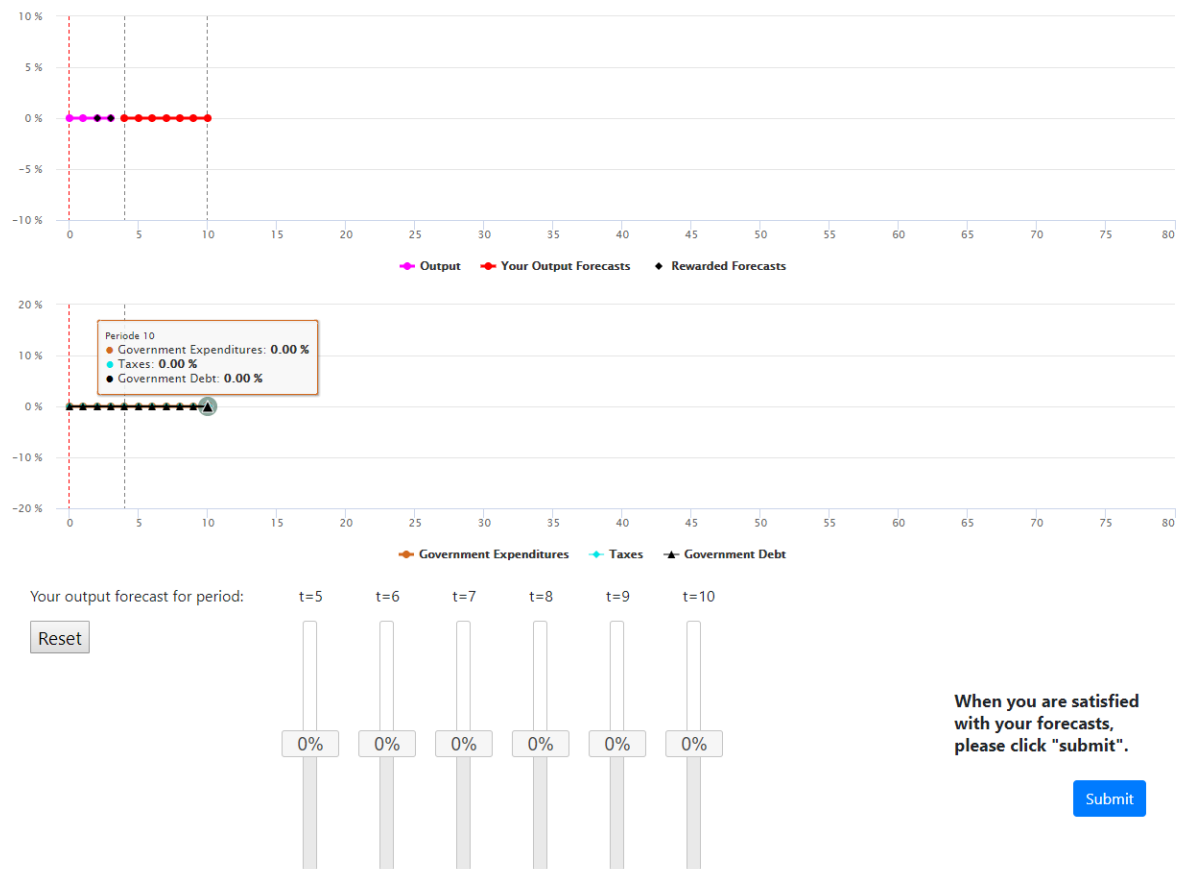 10 %
5 %
0 %
−5 %
−10 %
0 5 10 15 20 25 30 35 40 45 50 55 60 65 70 75 80
Output Your Output Forecasts Rewarded Forecasts
20 %
10 %
0 %
−10 %
−20 %
Periode 10
Government Expenditures: 0.00 %
Taxes: 0.00 %
Government Debt: 0.00 %
0 5 10 15 20 25 30 35 40 45 50 55 60 65 70 75 80
Government Expenditures Taxes Government Debt
Your output forecast for period: t=5 t=6 t=7 t=8 t=9 t=10
Reset
0% 0% 0% 0% 0% 0%
When you are satisfied
with your forecasts,
please click "submit".
Submit